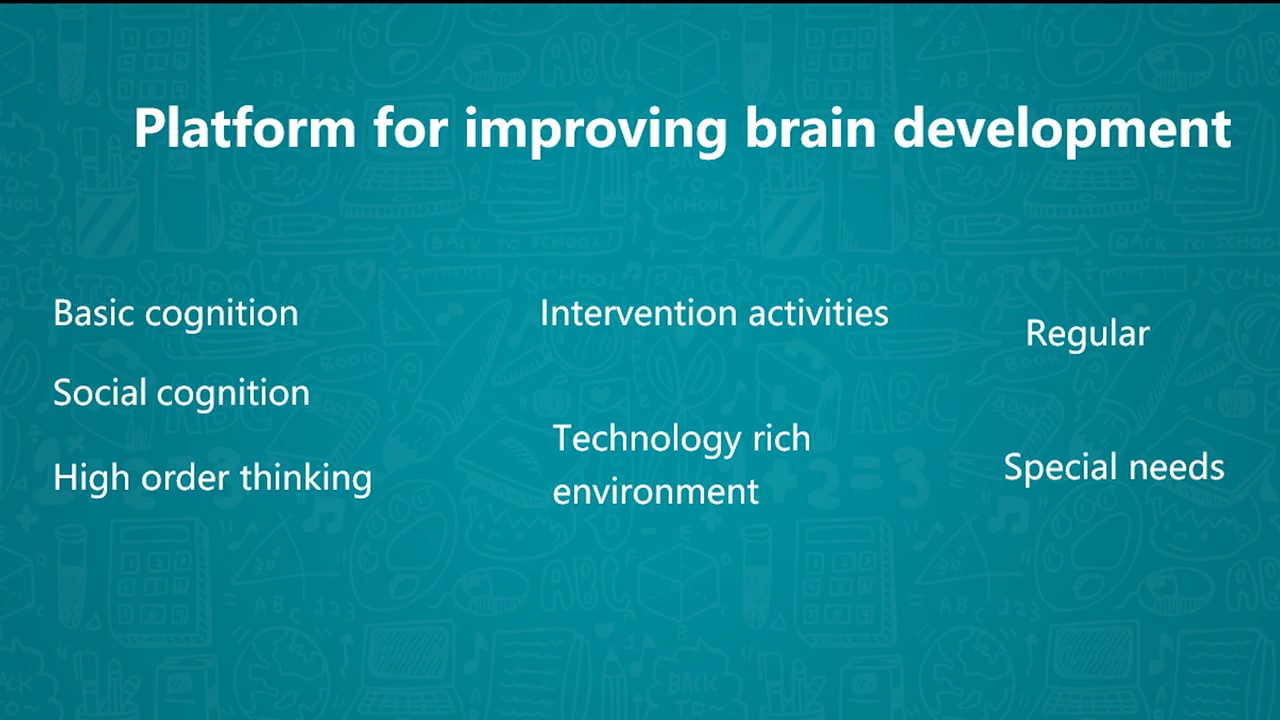 Platform for improving brain development
Basic cognition
Social cognition
High order thinking
Intervention activities
Technology rich
environment
Regular
Special needs